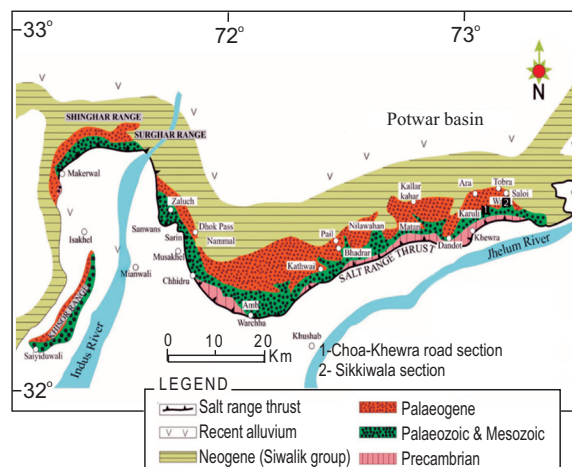 33°
72°
73°
N
Potwar basin
SHINGHAR RANGE
SURGHAR RANGE
Makerwal
Zaluch
Sanwans
Dhok Pass
Sarin
Nammal
Isakhel
Musakhel
Mianwali
Chhidru
KHISOR RANGE
Saiyiduwali
Indus River
Kallar
kahar
Ara
Tobra
Saloi
1
2
Karuli
Nilawahan
Matan
Pail
Bhadrar
Dandot
Khewra
Kathwai
SALT RANGE THRUST
Jhelum River
Amb
Warchha
Khushab
0 10 20
Km
1-Choa-Khewra road section
2- Sikkiwala section
32°
LEGEND
Salt range thrust
Recent alluvium
Neogene (Siwalik group)
Palaeogene
Palaeozoic & Mesozoic
Precambrian